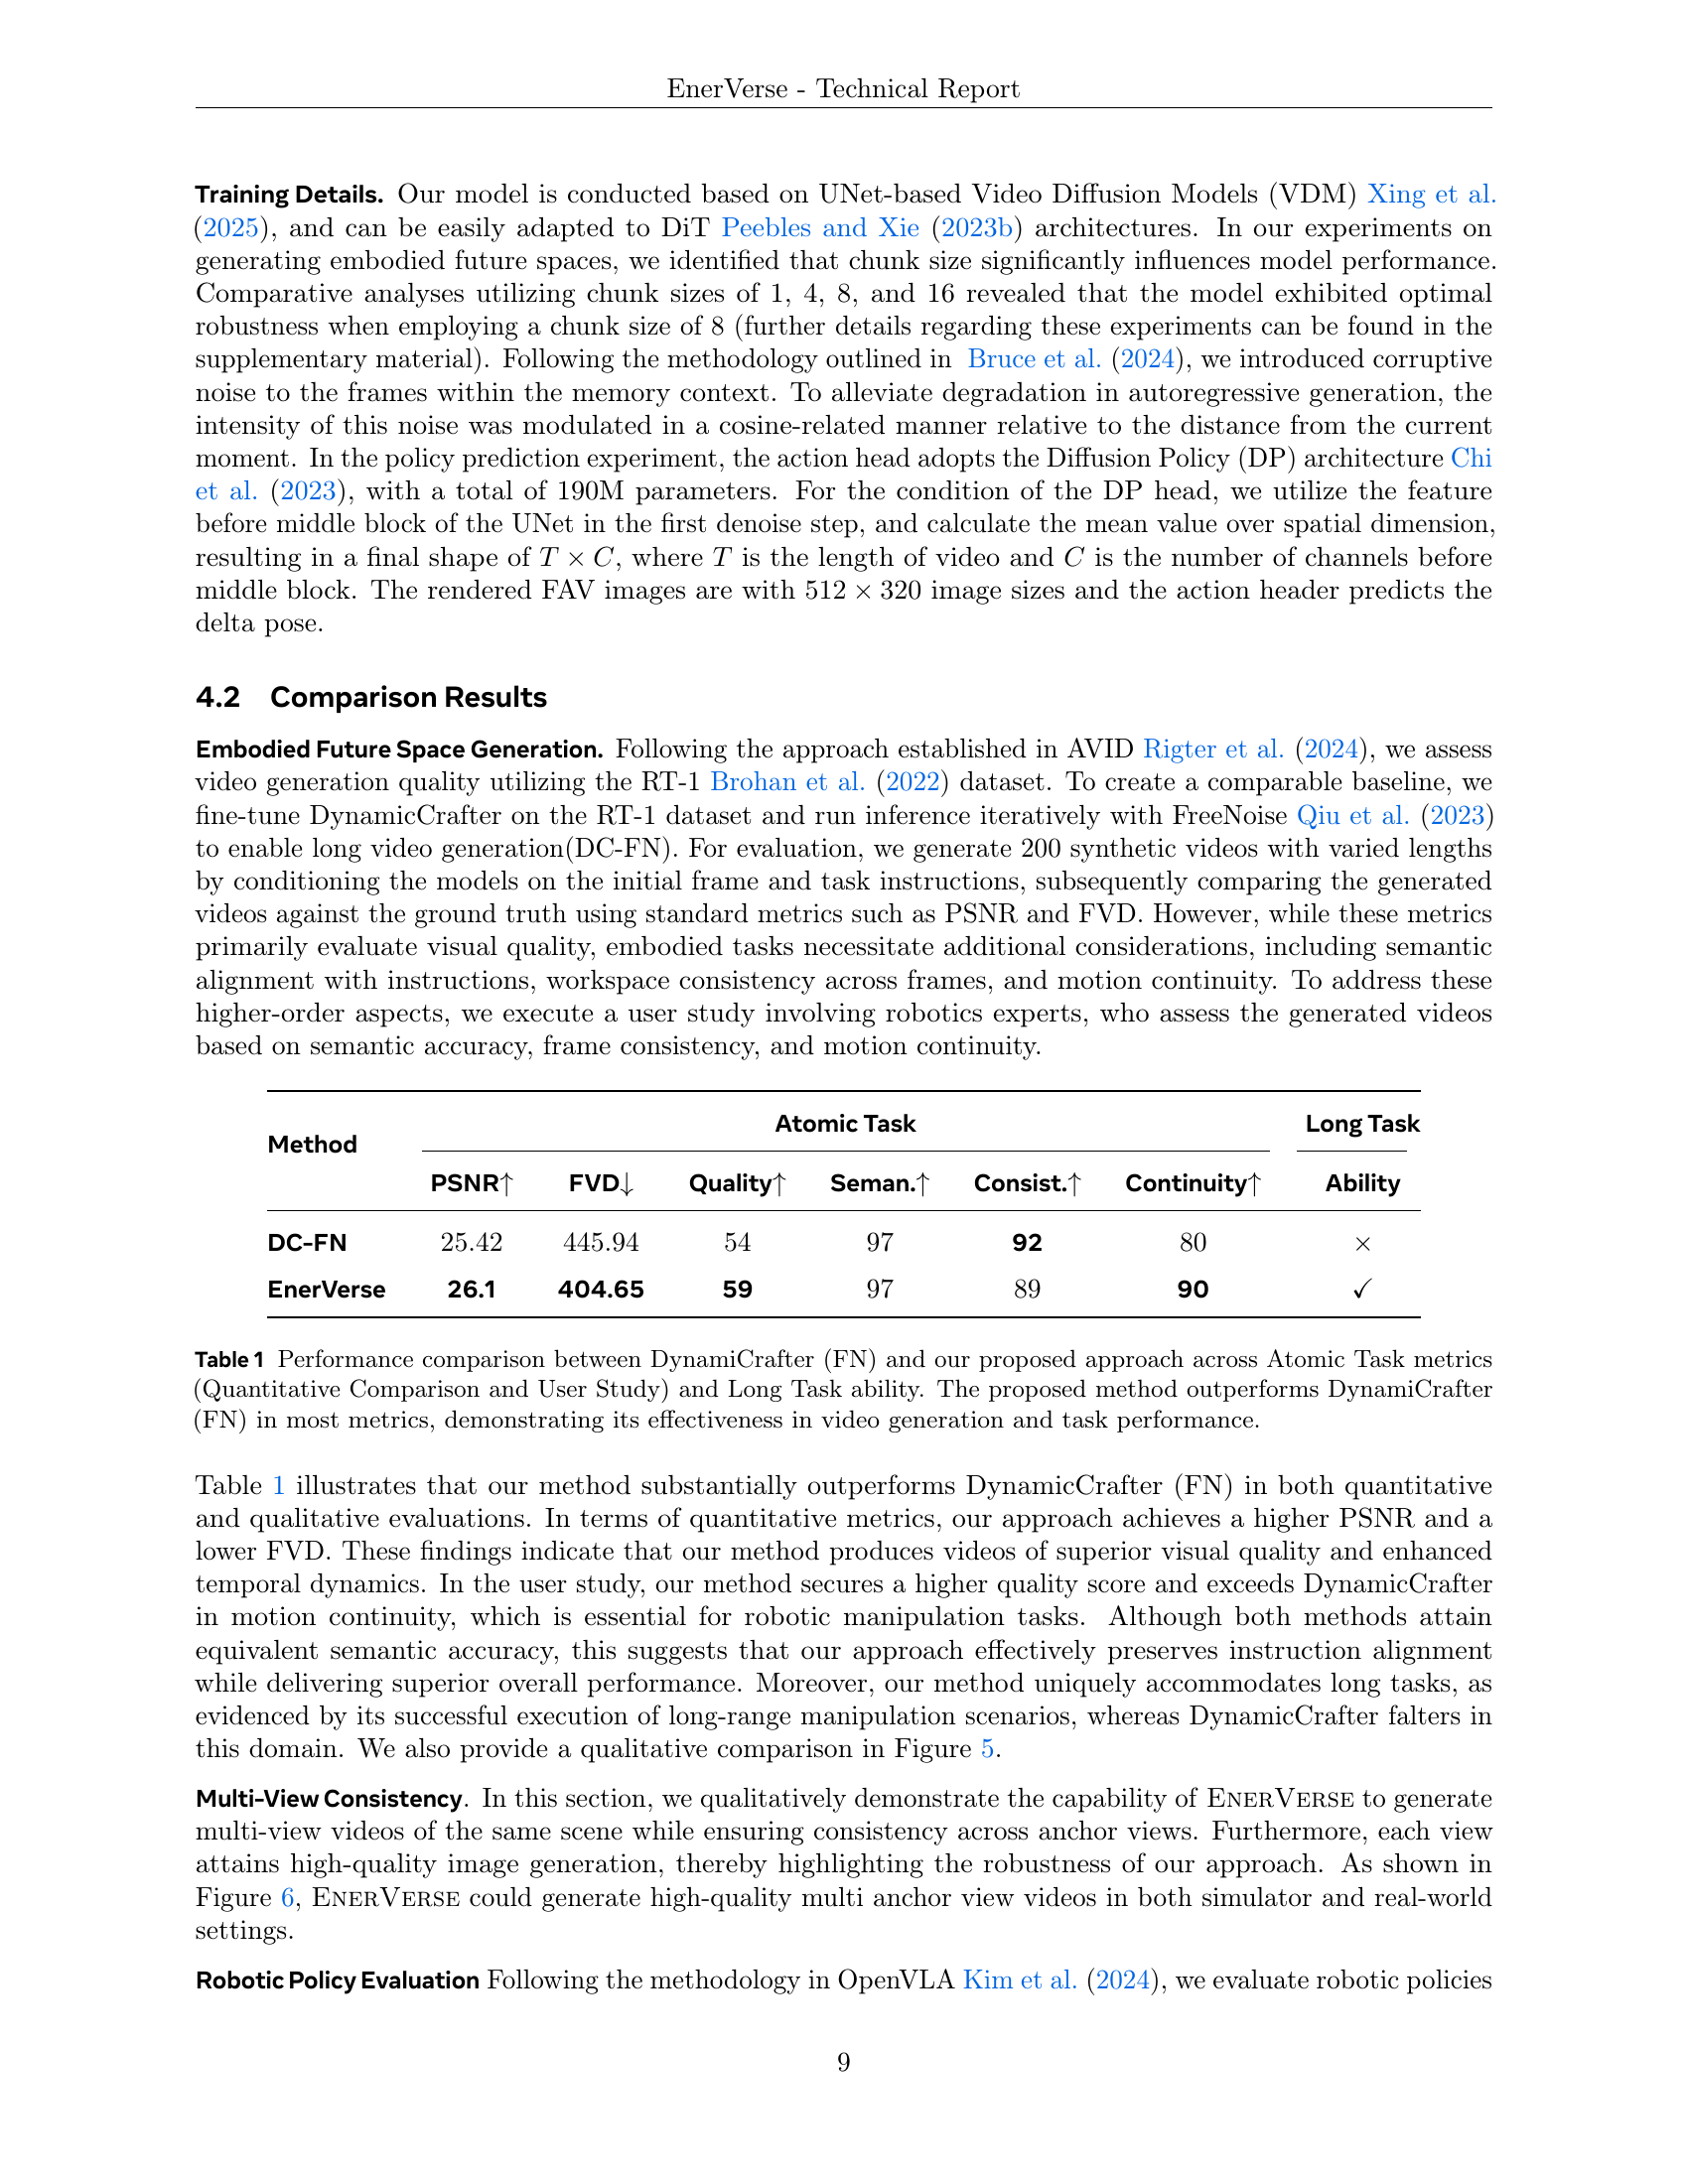 EnerVerse - Technical Report
Training Details. Our model is conducted based on UNet-based Video Diffusion Models (VDM) Xing et al.
(2025), and can be easily adapted to DiT Peebles and Xie (2023b) architectures. In our experiments on
generating embodied future spaces, we identified that chunk size significantly influences model performance.
Comparative analyses utilizing chunk sizes of 1, 4, 8, and 16 revealed that the model exhibited optimal
robustness when employing a chunk size of 8 (further details regarding these experiments can be found in the
supplementary material). Following the methodology outlined in Bruce et al. (2024), we introduced corruptive
noise to the frames within the memory context. To alleviate degradation in autoregressive generation, the
intensity of this noise was modulated in a cosine-related manner relative to the distance from the current
moment. In the policy prediction experiment, the action head adopts the Diffusion Policy (DP) architecture Chi
et al. (2023), with a total of 190M parameters. For the condition of the DP head, we utilize the feature
before middle block of the UNet in the first denoise step, and calculate the mean value over spatial dimension,
resulting in a final shape of T × C, where T is the length of video and C is the number of channels before
middle block. The rendered FAV images are with 512 × 320 image sizes and the action header predicts the
delta pose.
4.2 Comparison Results
Embodied Future Space Generation. Following the approach established in AVID Rigter et al. (2024), we assess
video generation quality utilizing the RT-1 Brohan et al. (2022) dataset. To create a comparable baseline, we
fine-tune DynamicCrafter on the RT-1 dataset and run inference iteratively with FreeNoise Qiu et al. (2023)
to enable long video generation(DC-FN). For evaluation, we generate 200 synthetic videos with varied lengths
by conditioning the models on the initial frame and task instructions, subsequently comparing the generated
videos against the ground truth using standard metrics such as PSNR and FVD. However, while these metrics
primarily evaluate visual quality, embodied tasks necessitate additional considerations, including semantic
alignment with instructions, workspace consistency across frames, and motion continuity. To address these
higher-order aspects, we execute a user study involving robotics experts, who assess the generated videos
based on semantic accuracy, frame consistency, and motion continuity.
Method Atomic Task Long Task
PSNR↑ FVD↓ Quality↑ Seman.↑ Consist.↑ Continuity↑ Ability
DC-FN 25.42 445.94 54 97 92 80 ×
EnerVerse 26.1 404.65 59 97 89 90 ✓
Table 1 Performance comparison between DynamiCrafter (FN) and our proposed approach across Atomic Task metrics
(Quantitative Comparison and User Study) and Long Task ability. The proposed method outperforms DynamiCrafter
(FN) in most metrics, demonstrating its effectiveness in video generation and task performance.
Table 1 illustrates that our method substantially outperforms DynamicCrafter (FN) in both quantitative
and qualitative evaluations. In terms of quantitative metrics, our approach achieves a higher PSNR and a
lower FVD. These findings indicate that our method produces videos of superior visual quality and enhanced
temporal dynamics. In the user study, our method secures a higher quality score and exceeds DynamicCrafter
in motion continuity, which is essential for robotic manipulation tasks. Although both methods attain
equivalent semantic accuracy, this suggests that our approach effectively preserves instruction alignment
while delivering superior overall performance. Moreover, our method uniquely accommodates long tasks, as
evidenced by its successful execution of long-range manipulation scenarios, whereas DynamicCrafter falters in
this domain. We also provide a qualitative comparison in Figure 5.
Multi-View Consistency. In this section, we qualitatively demonstrate the capability of EnerVerse to generate
multi-view videos of the same scene while ensuring consistency across anchor views. Furthermore, each view
attains high-quality image generation, thereby highlighting the robustness of our approach. As shown in
Figure 6, EnerVerse could generate high-quality multi anchor view videos in both simulator and real-world
settings.
Robotic Policy Evaluation Following the methodology in OpenVLA Kim et al. (2024), we evaluate robotic policies
9